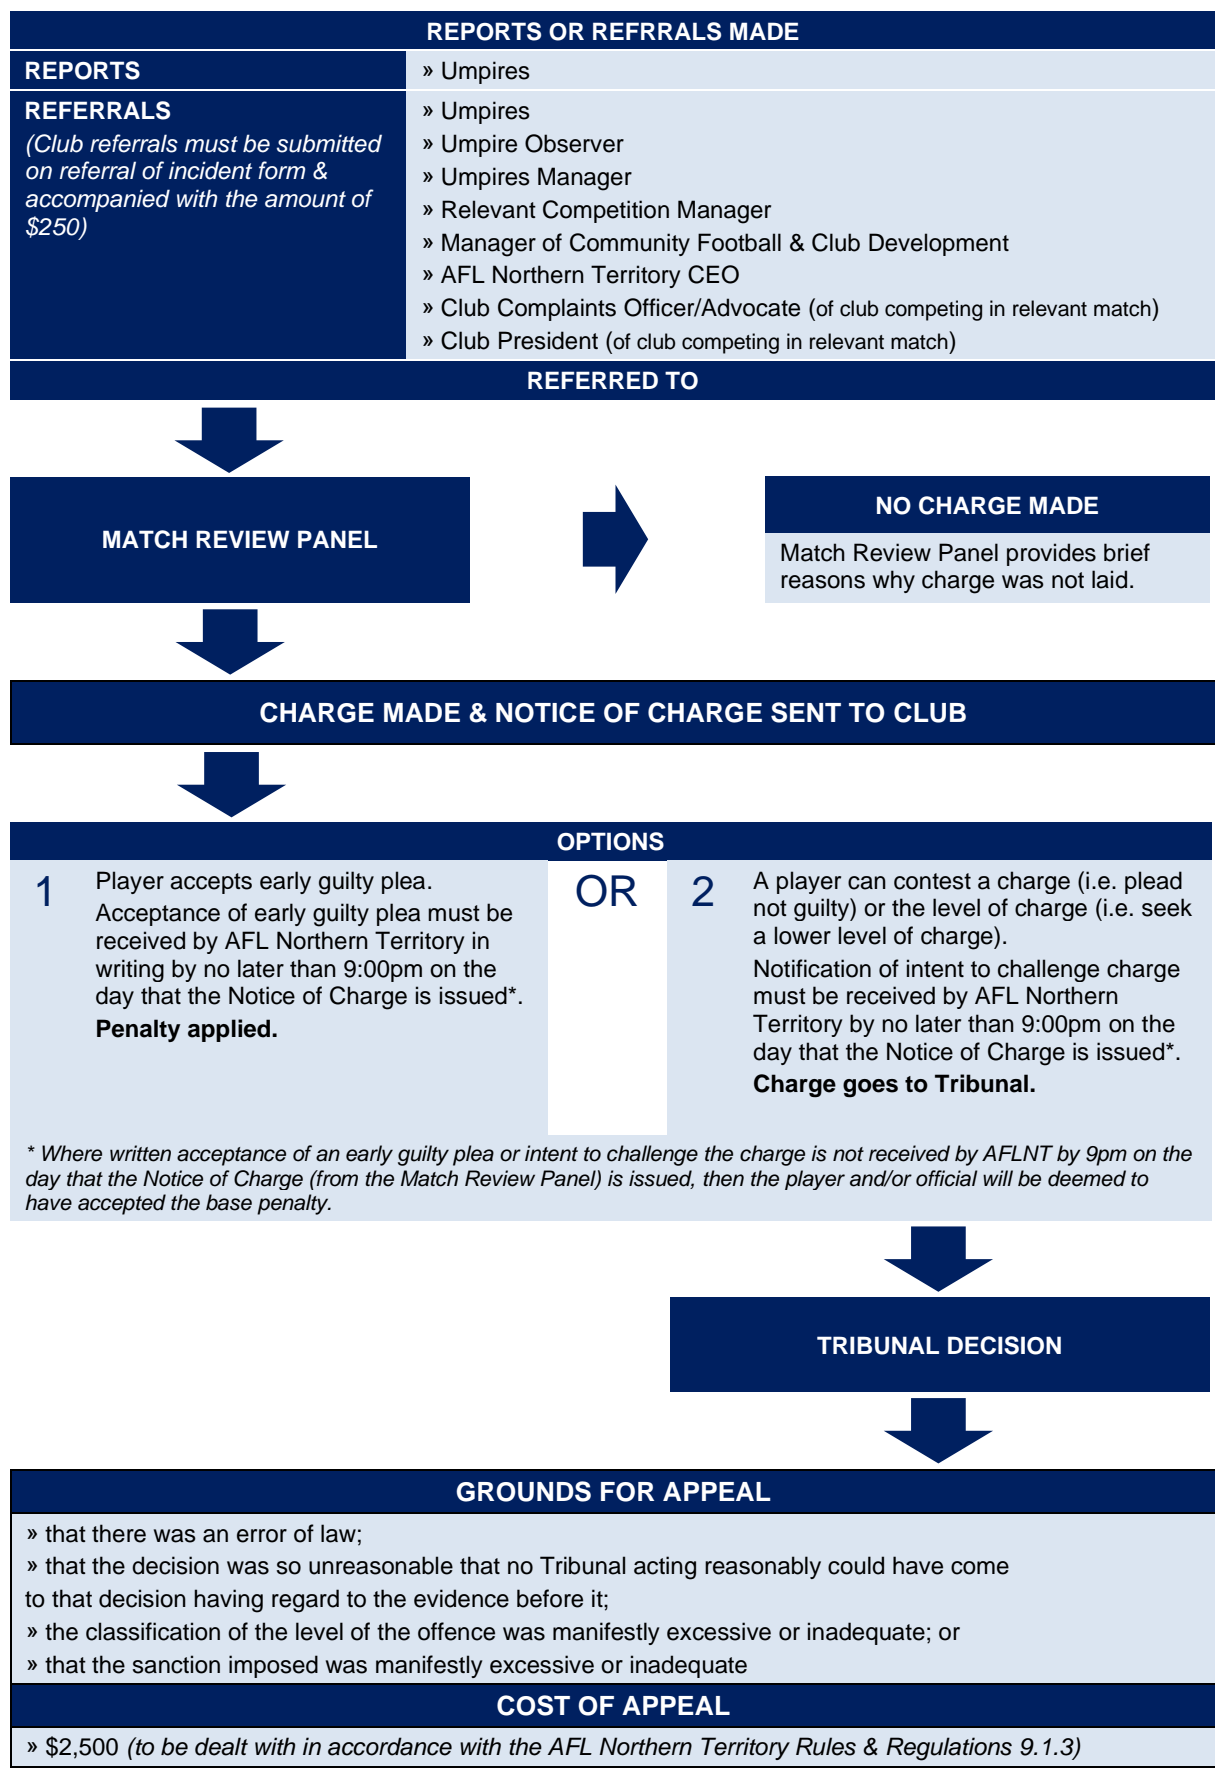 REPORTS OR REFRRALS MADE
REPORTS
» Umpires
REFERRALS
(Club referrals must be submitted
on referral of incident form &
accompanied with the amount of
$250)
» Umpires
» Umpire Observer
» Umpires Manager
» Relevant Competition Manager
» Manager of Community Football & Club Development
» AFL Northern Territory CEO
» Club Complaints Officer/Advocate (of club competing in relevant match)
» Club President (of club competing in relevant match)
REFERRED TO
MATCH REVIEW PANEL
NO CHARGE MADE
Match Review Panel provides brief
reasons why charge was not laid.
CHARGE MADE & NOTICE OF CHARGE SENT TO CLUB
OPTIONS
1
Player accepts early guilty plea.
Acceptance of early guilty plea must be
received by AFL Northern Territory in
writing by no later than 9:00pm on the
day that the Notice of Charge is issued*.
Penalty applied.
OR
2
A player can contest a charge (i.e. plead
not guilty) or the level of charge (i.e. seek
a lower level of charge).
Notification of intent to challenge charge
must be received by AFL Northern
Territory by no later than 9:00pm on the
day that the Notice of Charge is issued*.
Charge goes to Tribunal.
* Where written acceptance of an early guilty plea or intent to challenge the charge is not received by AFLNT by 9pm on the
day that the Notice of Charge (from the Match Review Panel) is issued, then the player and/or official will be deemed to
have accepted the base penalty.
TRIBUNAL DECISION
GROUNDS FOR APPEAL
» that there was an error of law;
» that the decision was so unreasonable that no Tribunal acting reasonably could have come
to that decision having regard to the evidence before it;
» the classification of the level of the offence was manifestly excessive or inadequate; or
» that the sanction imposed was manifestly excessive or inadequate
COST OF APPEAL
» $2,500 (to be dealt with in accordance with the AFL Northern Territory Rules & Regulations 9.1.3)